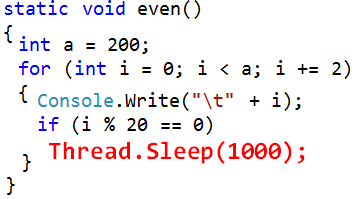 static void even()
{
int a = 200;
for (int i = 0; i < a; i += 2)
{ Console.Write("\t" + i);
if (i % 20 == 0)
Thread.Sleep(1000);
}
}